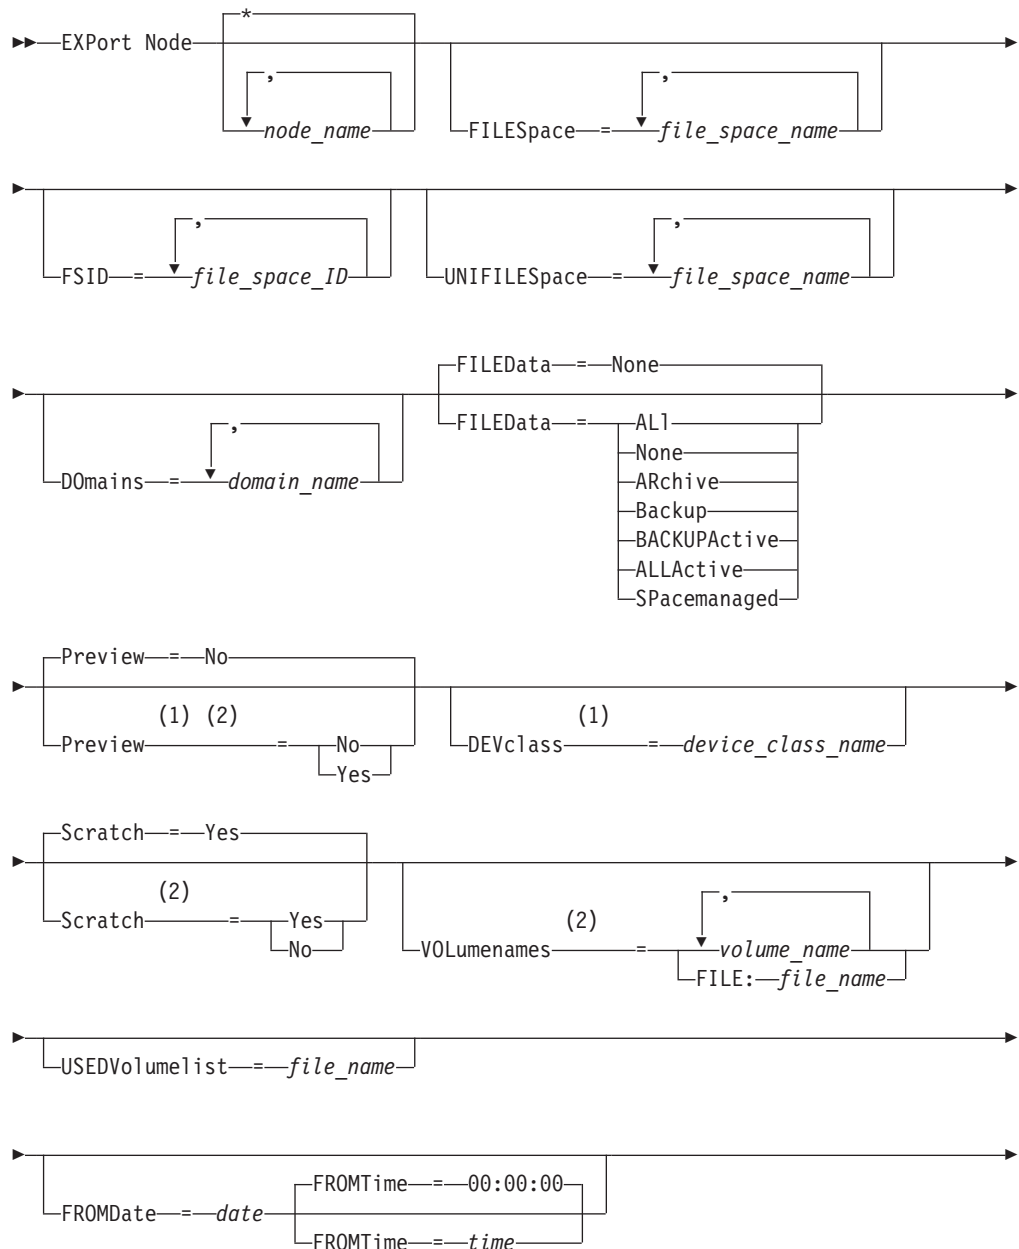 *
EXPort Node
,
,
node_name
FILESpace = file_space_name
,
,
FSID = file_space_ID
UNIFILESpace = file_space_name
FILEData = None
,
FILEData = ALl
DOmains = domain_name
None
ARchive
Backup
BACKUPActive
ALLActive
SPacemanaged
Preview = No
(1) (2)
(1)
Preview = No
DEVclass = device_class_name
Yes
Scratch = Yes
(2)
,
Scratch = Yes
(2)
No
VOLumenames = volume_name
FILE: file_name
USEDVolumelist = file_name
FROMTime = 00:00:00
FROMDate = date
FROMTime = time